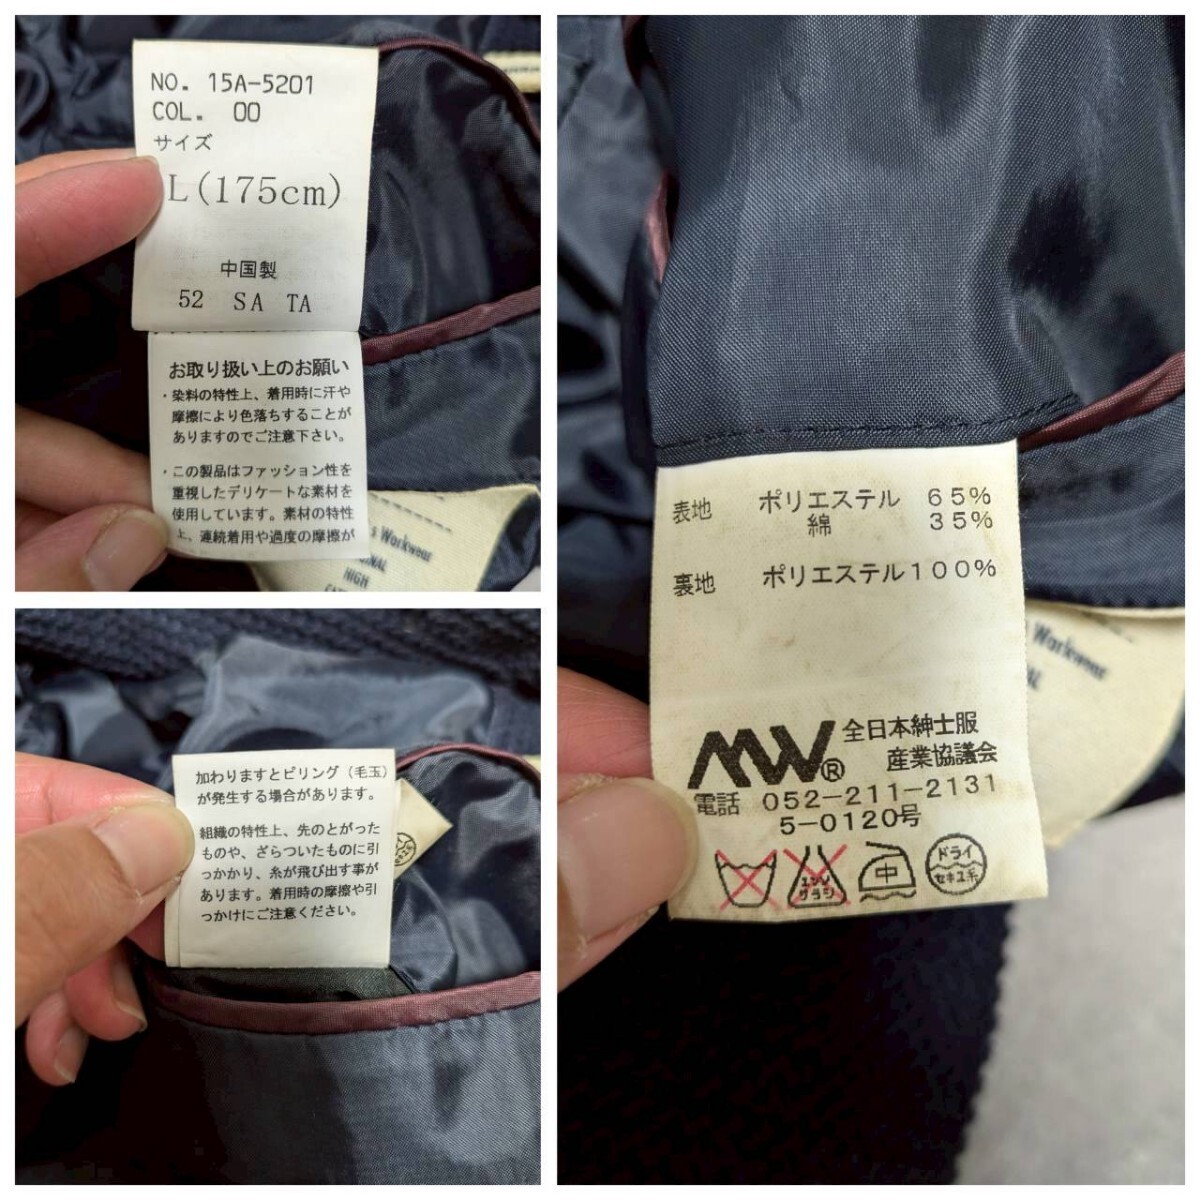 NO. 15A-5201
COL. 00
サイズ
L(175cm)
中国製
52 SA TA
お取り扱い上のお願い
・染料の特性上、着用時に汗や
摩擦により色落ちすることが
ありますのでご注意下さい。
・この製品はファッション性を
重視したデリケートな素材を
使用しています。素材の特性
上、連続着用や過度の摩擦が
s Workwear
NAL
HIGH
加わりますとピリング（毛玉）
が発生する場合があります。
組織の特性上、先のとがった
ものや、ざらついたものに引
っかかり、糸が飛び出す事が
あります。着用時の摩擦や引
っかけにご注意ください。
表地 ポリエステル 65%
綿 35%
裏地 ポリエステル100%
Workwear
NAL
MW® 全日本紳士服
産業協議会
電話 052-211-2131
5-0120号
エンソ
サラシ
中
ドライ
セキユ系